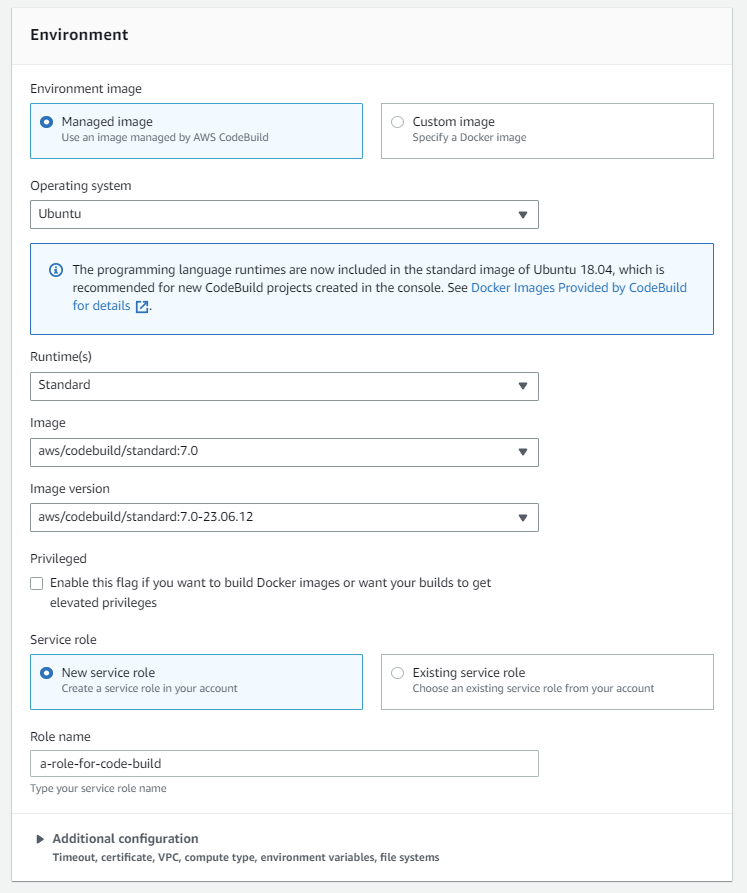 Environment
Environment image
Managed image
Use an image managed by AWS CodeBuild
Custom image
Specify a Docker image
Operating system
Ubuntu
The programming language runtimes are now included in the standard image of Ubuntu 18.04, which is
recommended for new CodeBuild projects created in the console. See Docker Images Provided by CodeBuild
for details.
Runtime(s)
Standard
Image
aws/codebuild/standard:7.0
Image version
aws/codebuild/standard:7.0-23.06.12
Privileged
Enable this flag if you want to build Docker images or want your builds to get
elevated privileges
Service role
New service role
Create a service role in your account
Existing service role
Choose an existing service role from your account
Role name
a-role-for-code-build
Type your service role name
Additional configuration
Timeout, certificate, VPC, compute type, environment variables, file systems